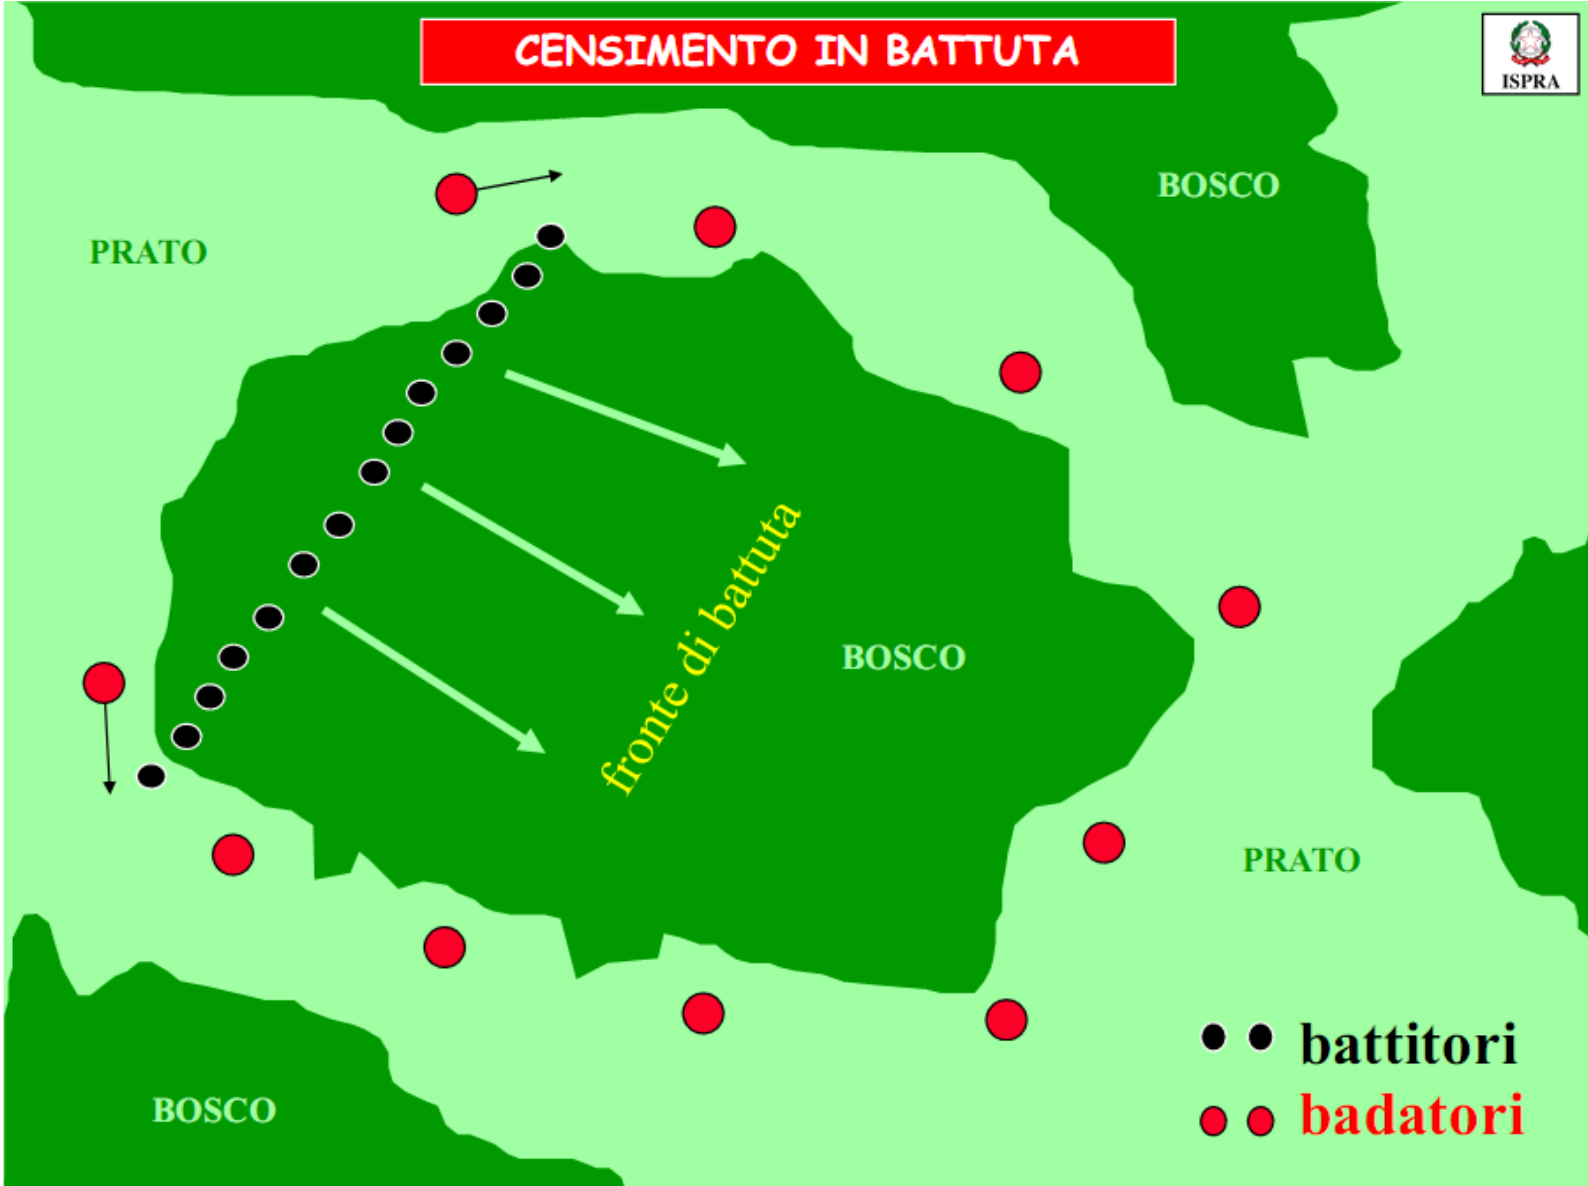 CENSIMENTO IN BATTUTA
ISPRA
BOSCO
PRATO
fronte di battuta
BOSCO
PRATO
battitori
BOSCO
badatori